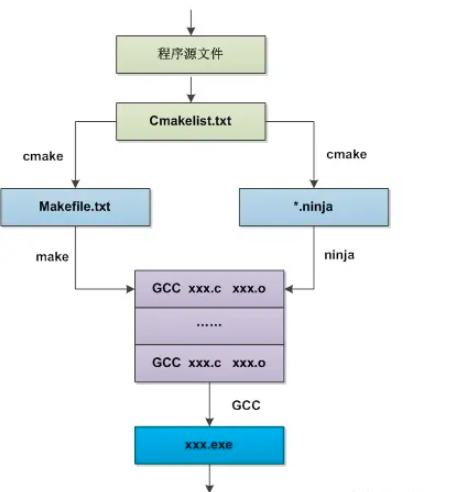 程序源文件
Cmakelist.txt
cmake
cmake
Makefile.txt
*.ninja
make
ninja
GCC xxx.c xxx.o
......
GCC xxx.c xxx.o
GCC
xxx.exe